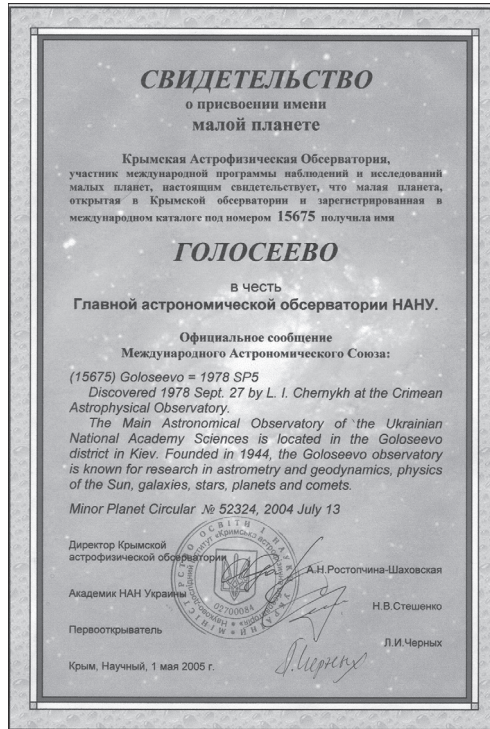 СВИДЕТЕЛЬСТВО
о присвоении имени
малой планете
Крымская Астрофизическая Обсерватория,
участник международной программы наблюдений и исследований
малых планет, настоящим свидетельствует, что малая планета,
открытая в Крымской обсерватории и зарегистрированная в
международном каталоге под номером 15675 получила имя
ГОЛОСЕЕВО
в честь
Главной астрономической обсерватории НАНУ.
Официальное сообщение
Международного Астрономического Союза:
(15675) Goloseevo = 1978 SP5
Discovered 1978 Sept. 27 by L. I. Chernykh at the Crimean
Astrophysical Observatory.
The Main Astronomical Observatory of the Ukrainian
National Academy Sciences is located in the Goloseevo
district in Kiev. Founded in 1944, the Goloseevo observatory
is known for research in astrometry and geodynamics, physics
of the Sun, galaxies, stars, planets and comets.
Minor Planet Circular № 52324, 2004 July 13
Директор Крымской
астрофизической обсерватории
А.Н.Ростопчина-Шаховская
Академик НАН Украины
Н.В.Стешенко
Первооткрыватель
Л.И.Черных
Крым, Научный, 1 мая 2005 г.
МІНІСТЕРСТВО ОСВІТИ І НАУКИ УКРАЇНИ
02700084